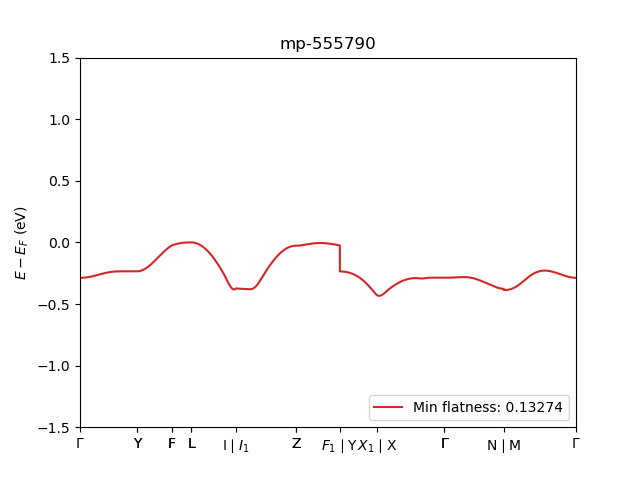 mp-555790
1.5
1.0
0.5
0.0
−0.5
−1.0
−1.5
E − E_F (eV)
Min flatness: 0.13274
Γ Y F L I | I₁ Z F₁ | Y X₁ | X Γ N | M Γ